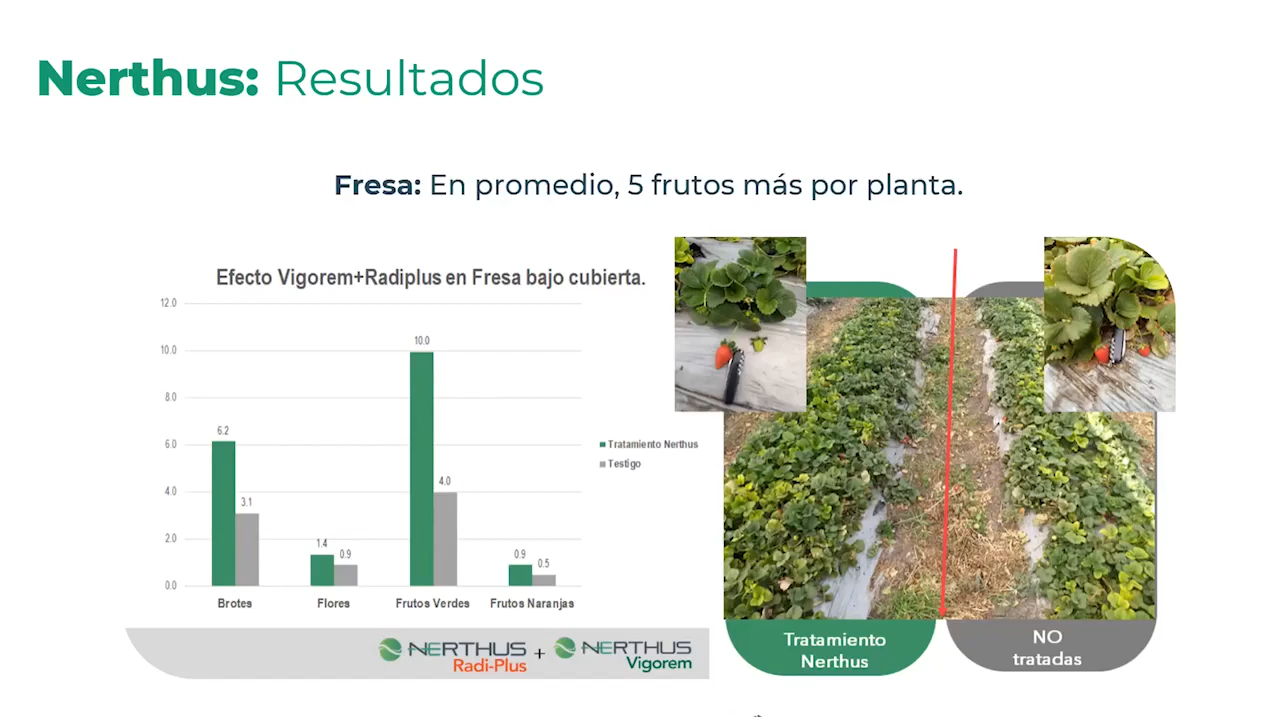 Nerthus: Resultados
Fresa: En promedio, 5 frutos más por planta.
Efecto Vigorem+Radiplus en Fresa bajo cubierta.
12.0
10.0
8.0
6.0
4.0
2.0
0.0
6.2
3.1
1.4
0.9
10.0
4.0
0.9
0.5
Brotes
Flores
Frutos Verdes
Frutos Naranjas
Tratamiento Nerthus
Testigo
NERTHUS
Radi-Plus
+
NERTHUS
Vigorem
Tratamiento
Nerthus
NO
tratadas